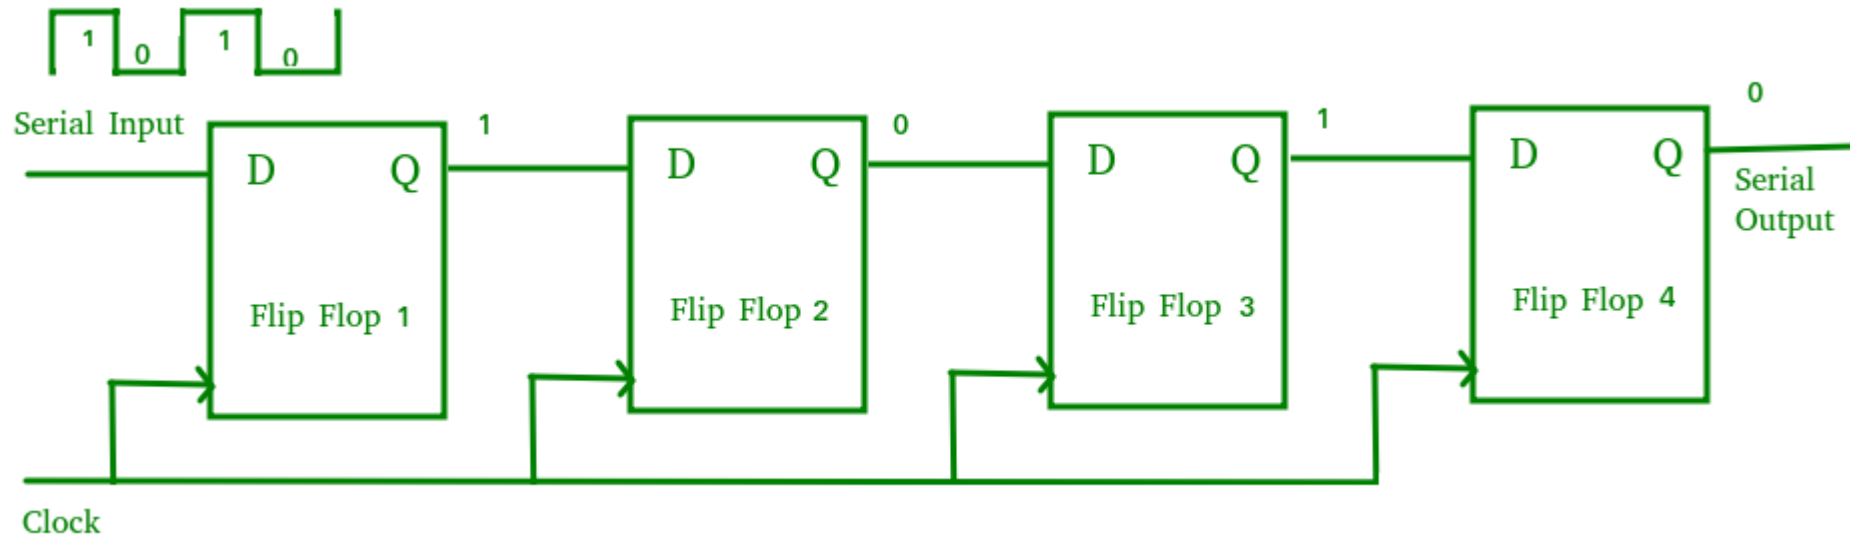 1 0 1 0
Serial Input
1
0
1
0
D Q
D Q
D Q
D Q
Serial
Output
Flip Flop 1
Flip Flop 2
Flip Flop 3
Flip Flop 4
Clock